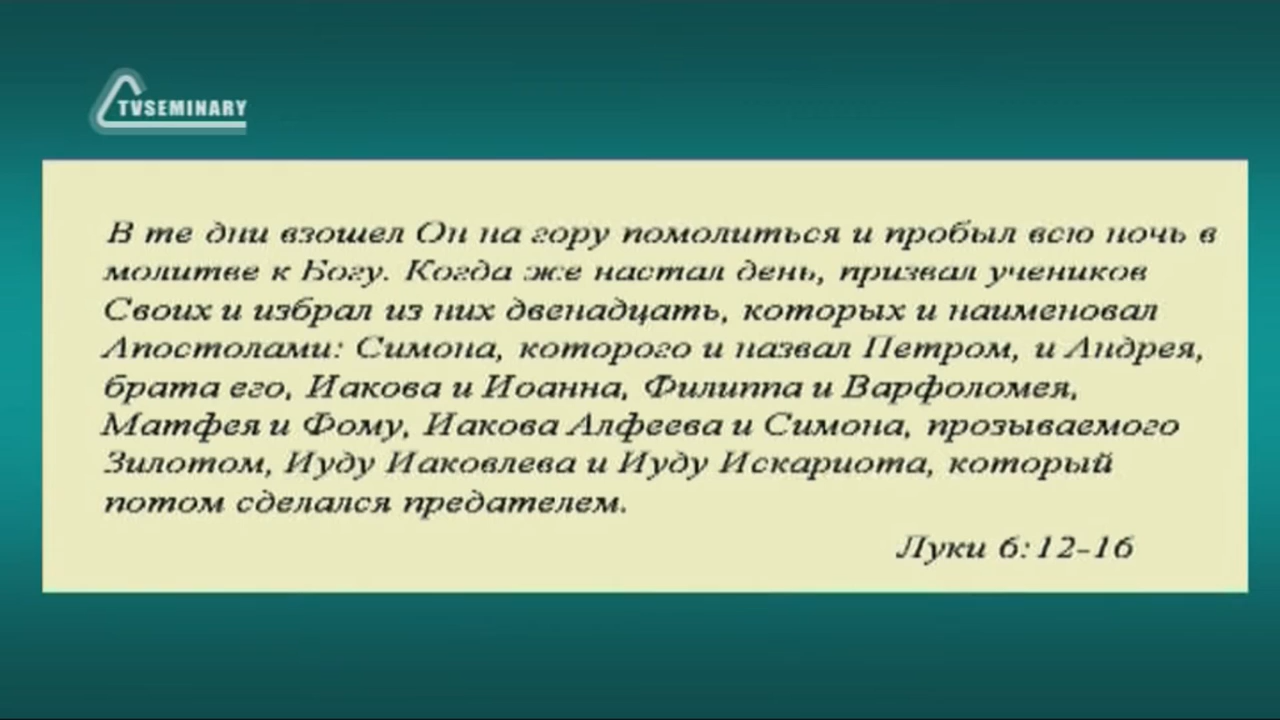 TVSEMINARY
В те дни взошел Он на гору помолиться и пробыл всю ночь в
молитве к Богу. Когда же настал день, призвал учеников
Своих и избрал из них двенадцать, которых и наименовал
Апостолами: Симона, которого и назвал Петром, и Андрея,
брата его, Иакова и Иоанна, Филиппа и Варфоломея,
Матфея и Фому, Иакова Алфеева и Симона, прозываемого
Зилотом, Иуду Иаковлева и Иуду Искариота, который
потом сделался предателем.
Луки 6:12-16